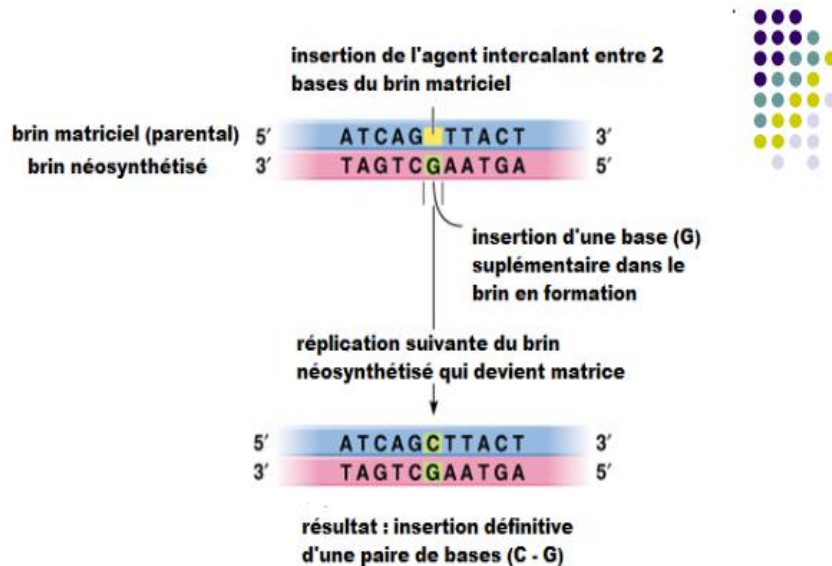 insertion de l'agent intercalant entre 2
bases du brin matriciel
brin matriciel (parental) 5′ ATCAG TTACT 3′
brin néosynthétisé 3′ TAGTCGAATGA 5′
insertion d'une base (G)
suplémentaire dans le
brin en formation
réplication suivante du brin
néosynthétisé qui devient matrice
5′ ATCAGCTTACT 3′
3′ TAGTCGAATGA 5′
résultat : insertion définitive
d'une paire de bases (C - G)